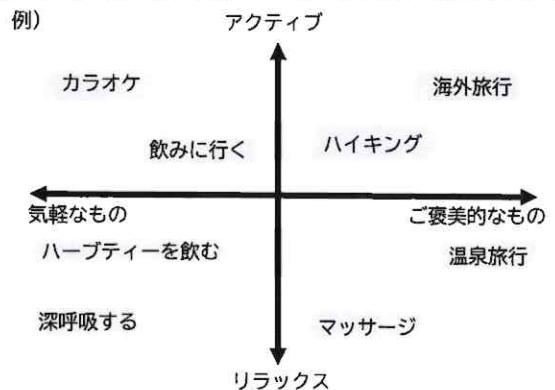 例)
アクティブ
カラオケ
海外旅行
飲みに行く
ハイキング
気軽なもの
ご褒美的なもの
ハーブティーを飲む
温泉旅行
深呼吸する
マッサージ
リラックス